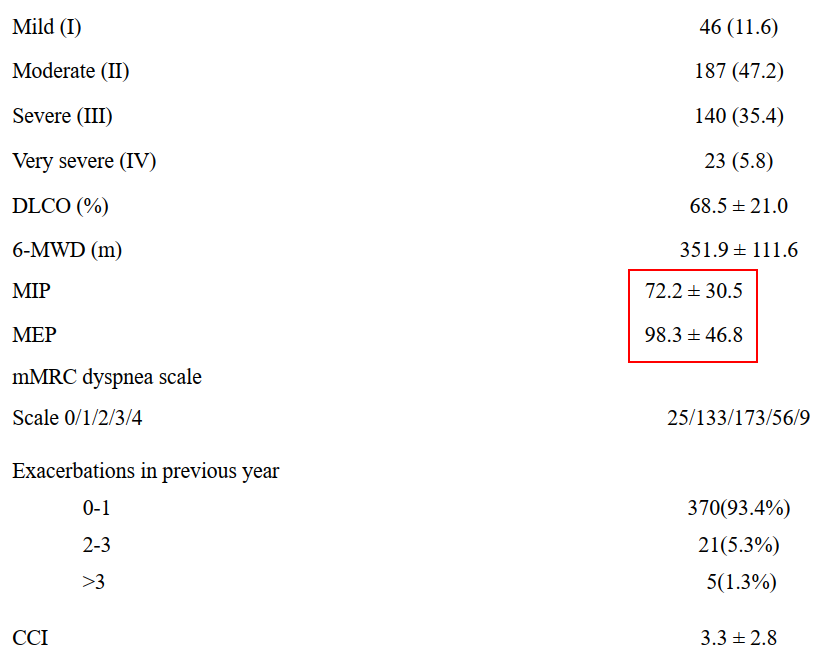 Mild (I) 46 (11.6)
Moderate (II) 187 (47.2)
Severe (III) 140 (35.4)
Very severe (IV) 23 (5.8)
DLCO (%) 68.5 ± 21.0
6-MWD (m) 351.9 ± 111.6
MIP 72.2 ± 30.5
MEP 98.3 ± 46.8
mMRC dyspnea scale
Scale 0/1/2/3/4 25/133/173/56/9
Exacerbations in previous year
0-1 370(93.4%)
2-3 21(5.3%)
>3 5(1.3%)
CCI 3.3 ± 2.8